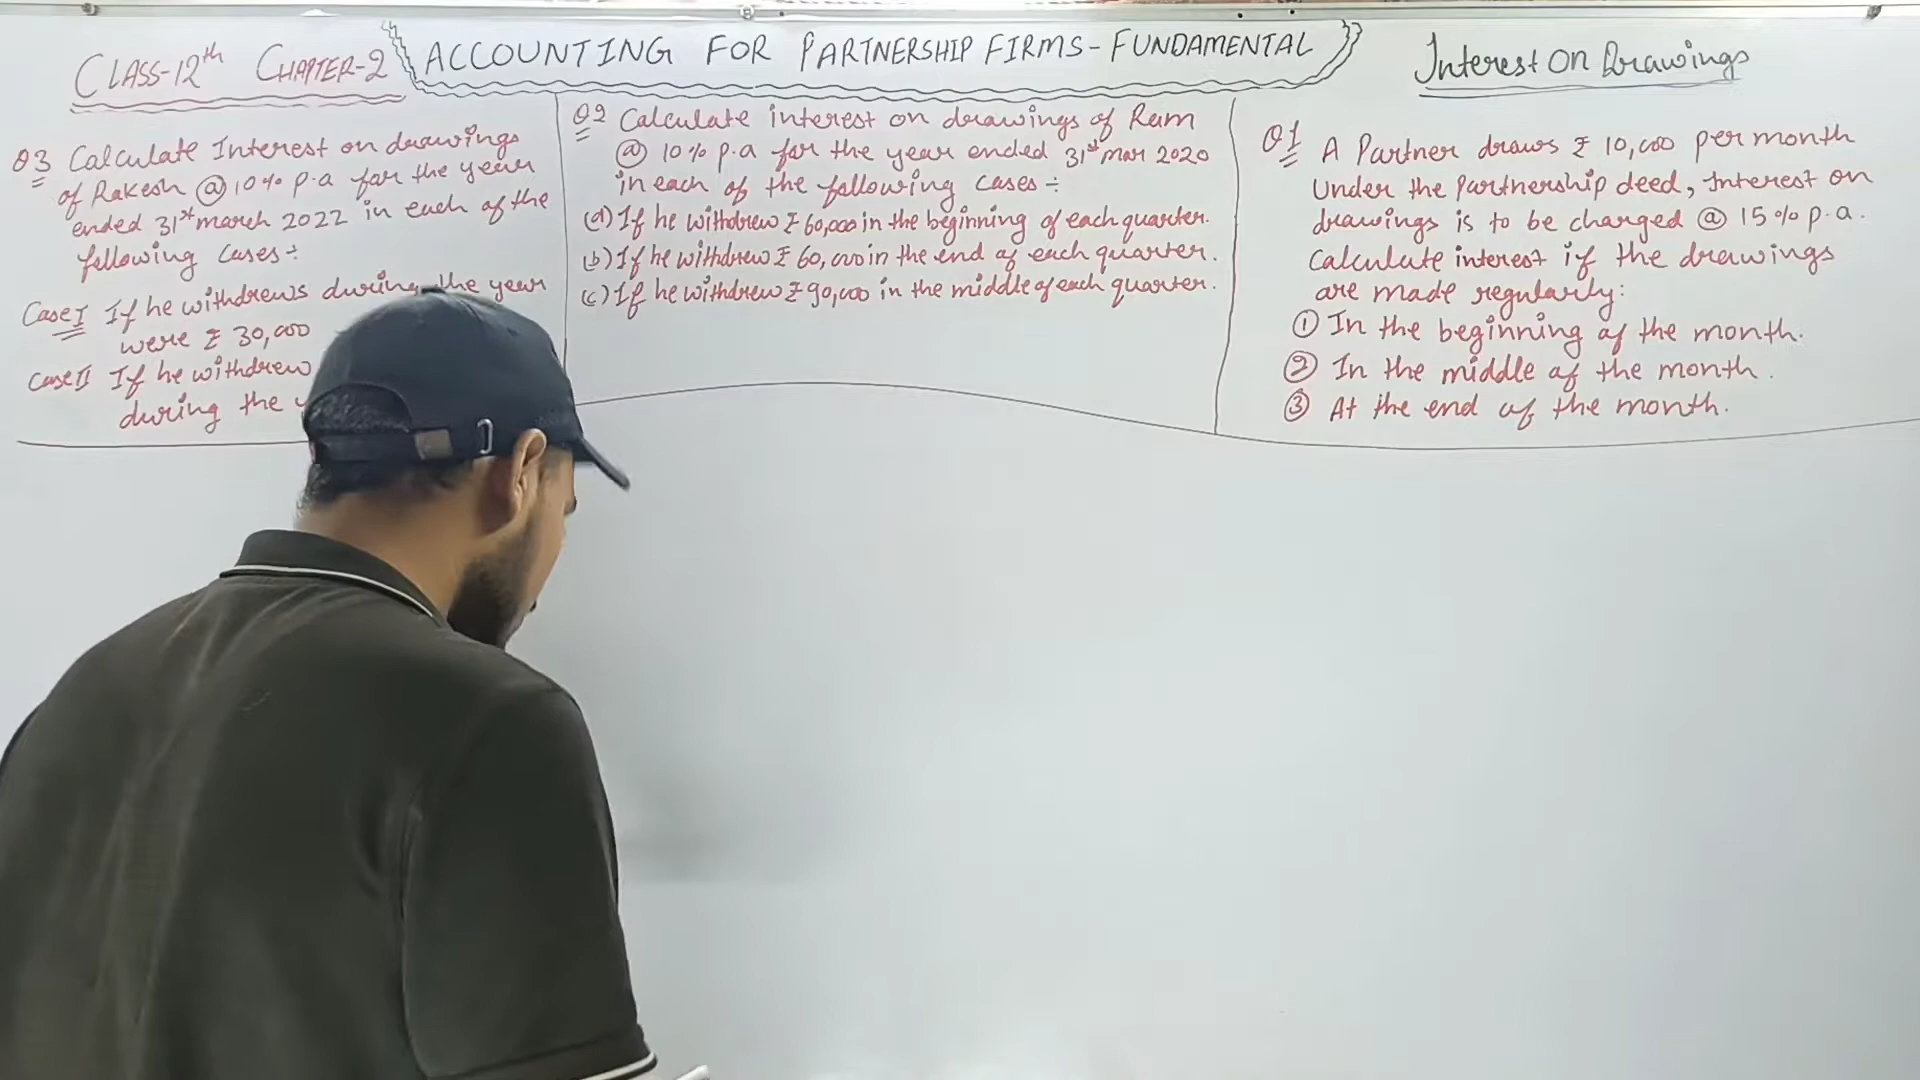 CLASS-12th CHAPTER-2
ACCOUNTING FOR PARTNERSHIP FIRMS-FUNDAMENTAL
Interest On Drawings
Q3 Calculate Interest on drawings
of Rakesh @ 10% p.a for the year
ended 31st march 2022 in each of the
following cases ÷
Case I If he withdrews during the year
were ₹ 30,000
Case II If he withdrew
during the
Q2 Calculate interest on drawings of Ram
@ 10% p.a for the year ended 31st mar 2020
in each of the following cases ÷
(a) If he withdrew ₹ 60,000 in the beginning of each quarter.
(b) If he withdrew ₹ 60,000 in the end of each quarter.
(c) If he withdrew ₹ 90,000 in the middle of each quarter.
Q1 A Partner draws ₹ 10,000 per month
Under the Partnership deed, Interest on
drawings is to be charged @ 15% p.a.
Calculate interest if the drawings
are made regularly:
① In the beginning of the month.
② In the middle of the month.
③ At the end of the month.